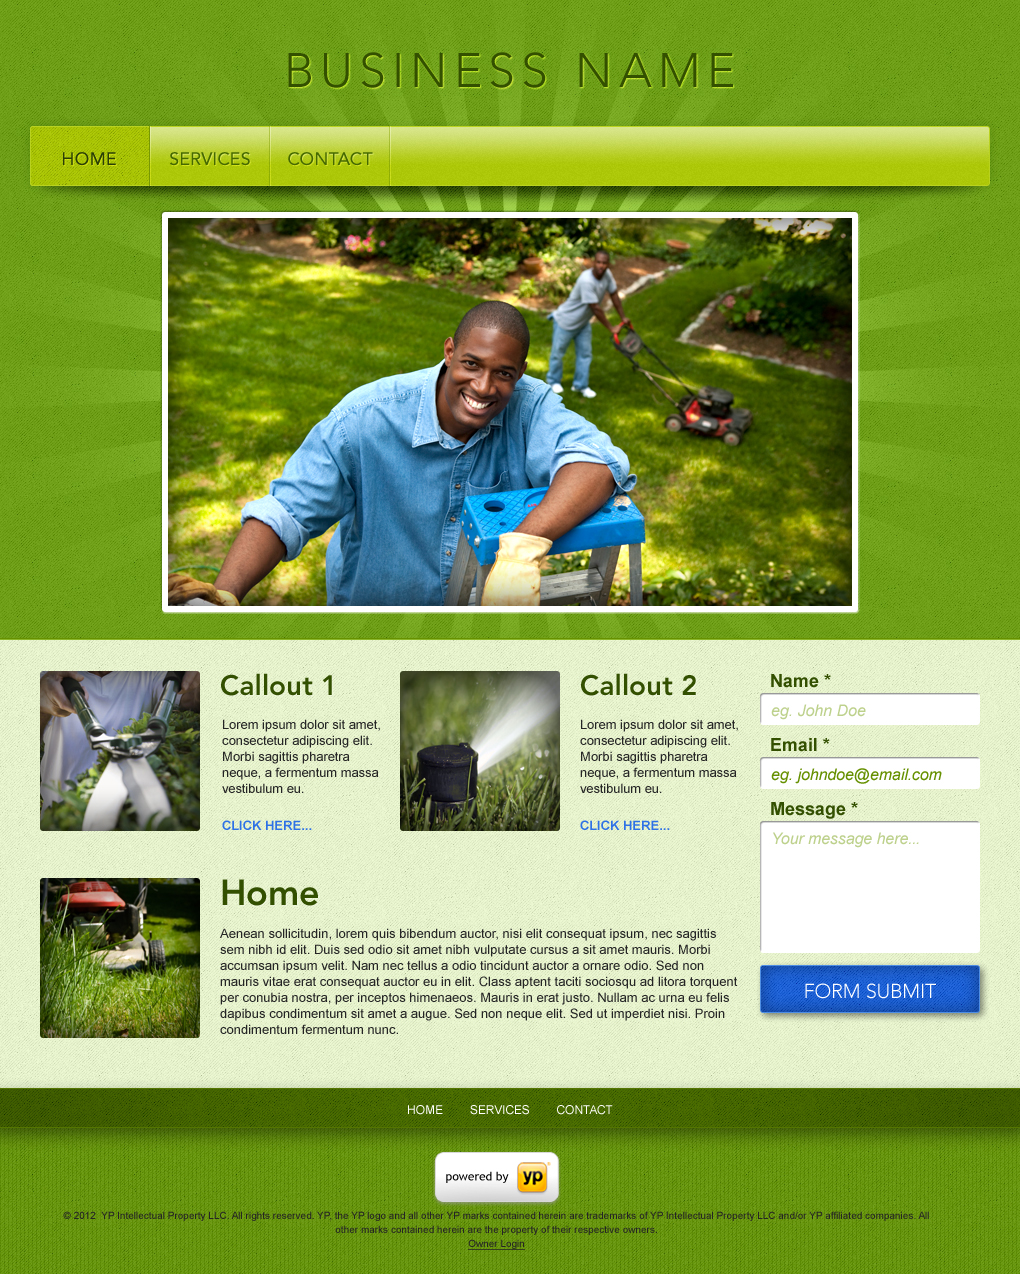 BUSINESS NAME
HOME
SERVICES
CONTACT
Callout 1
Lorem ipsum dolor sit amet,
consectetur adipiscing elit.
Morbi sagittis pharetra
neque, a fermentum massa
vestibulum eu.
CLICK HERE...
Callout 2
Lorem ipsum dolor sit amet,
consectetur adipiscing elit.
Morbi sagittis pharetra
neque, a fermentum massa
vestibulum eu.
CLICK HERE...
Name *
eg. John Doe
Email *
eg. johndoe@email.com
Message *
Your message here...
FORM SUBMIT
Home
Aenean sollicitudin, lorem quis bibendum auctor, nisi elit consequat ipsum, nec sagittis
sem nibh id elit. Duis sed odio sit amet nibh vulputate cursus a sit amet mauris. Morbi
accumsan ipsum velit. Nam nec tellus a odio tincidunt auctor a ornare odio. Sed non
mauris vitae erat consequat auctor eu in elit. Class aptent taciti sociosqu ad litora torquent
per conubia nostra, per inceptos himenaeos. Mauris in erat justo. Nullam ac urna eu felis
dapibus condimentum sit amet a augue. Sed non neque elit. Sed ut imperdiet nisi. Proin
condimentum fermentum nunc.
HOME SERVICES CONTACT
powered by yp
© 2012 YP Intellectual Property LLC. All rights reserved. YP, the YP logo and all other YP marks contained herein are trademarks of YP Intellectual Property LLC and/or YP affiliated companies. All
other marks contained herein are the property of their respective owners.
Owner Login